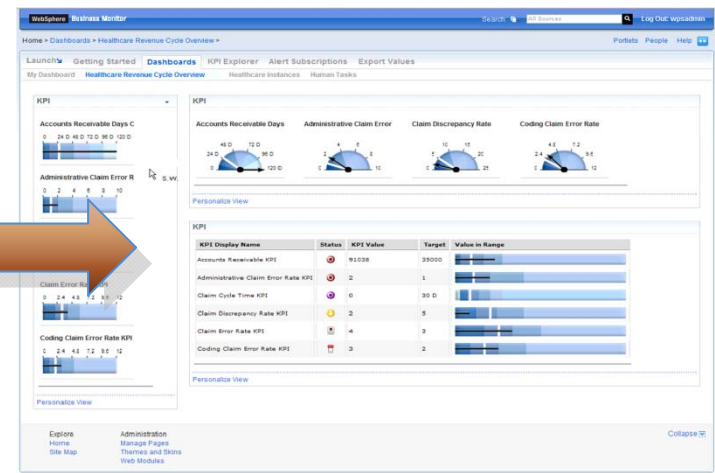 WebSphere Business Monitor Search: All Sources Log Out: wpsadmin
Home > Dashboards > Healthcare Revenue Cycle Overview > Portlets People Help
Launch Getting Started Dashboards KPI Explorer Alert Subscriptions Export Values
My Dashboard Healthcare Revenue Cycle Overview Healthcare Instances Human Tasks
KPI
Accounts Receivable Days C
0 24 D 48 D 72 D 96 D 120 D
Administrative Claim Error R
0 2 4 6 8 10
Claim Error Rate KPI
0 2.4 4.8 7.2 9.6 12
Coding Claim Error Rate KPI
0 2.4 4.8 7.2 9.6 12
Personalize View
KPI
Accounts Receivable Days Administrative Claim Error Claim Discrepancy Rate Coding Claim Error Rate
48 D 72 D 4 6 10 15 4.8 7.2
24 D 96 D 2 8 5 20 2.4 9.6
0 120 D 0 10 0 25 0 12
Personalize View
KPI
KPI Display Name Status KPI Value Target Value in Range
Accounts Receivable KPI 91038 35000
Administrative Claim Error Rate KPI 2 1
Claim Cycle Time KPI 0 30 D
Claim Discrepancy Rate KPI 2 5
Claim Error Rate KPI 4 3
Coding Claim Error Rate KPI 3 2
Personalize View
Explore Administration Collapse
Home Manage Pages
Site Map Themes and Skins
Web Modules